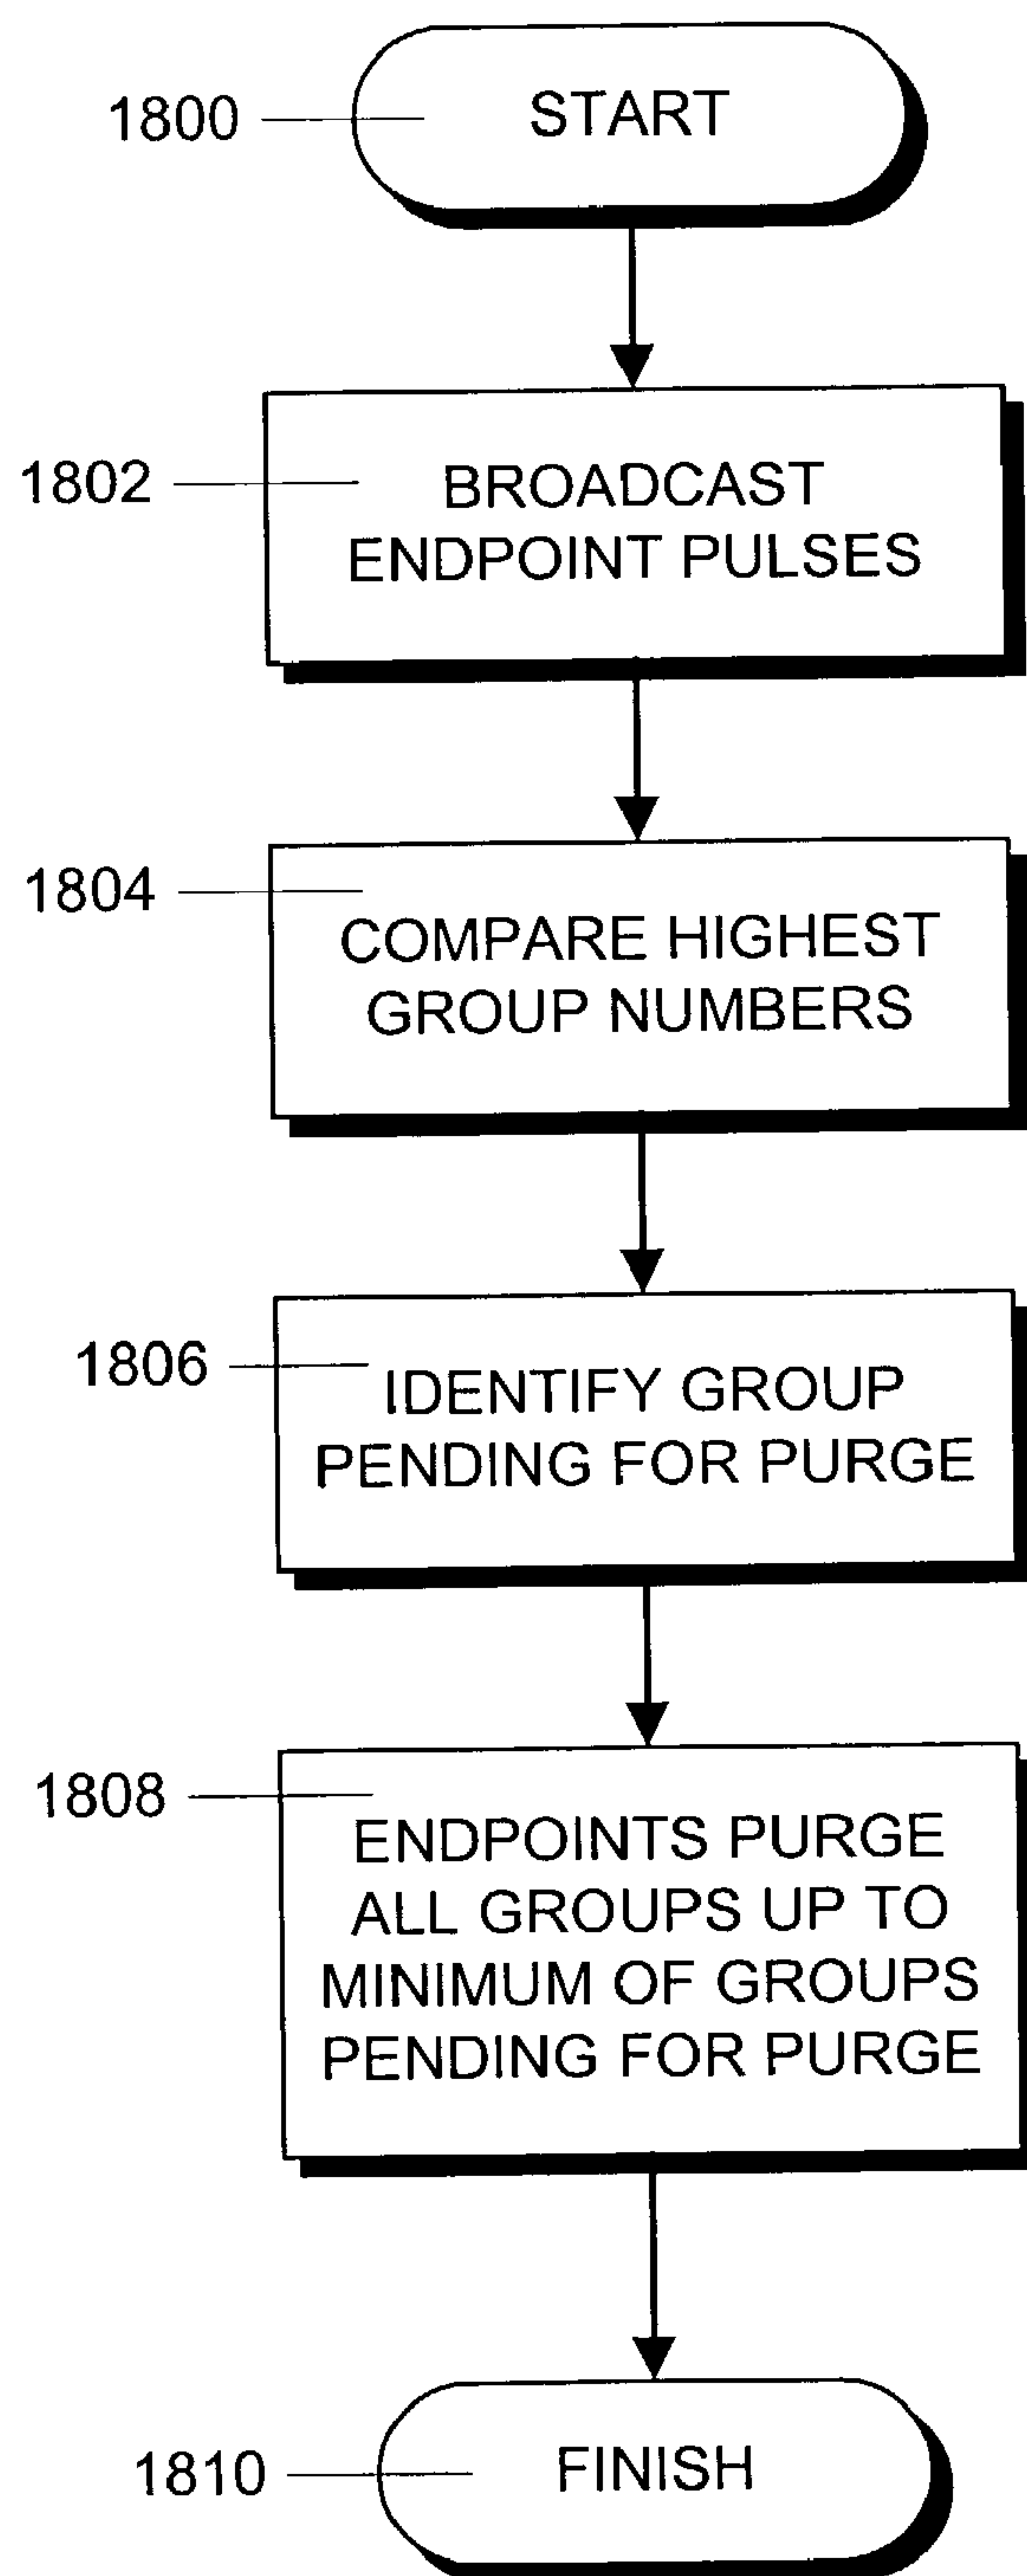 1800
START
1802
BROADCAST
ENDPOINT PULSES
1804
COMPARE HIGHEST
GROUP NUMBERS
1806
IDENTIFY GROUP
PENDING FOR PURGE
1808
ENDPOINTS PURGE
ALL GROUPS UP TO
MINIMUM OF GROUPS
PENDING FOR PURGE
1810
FINISH